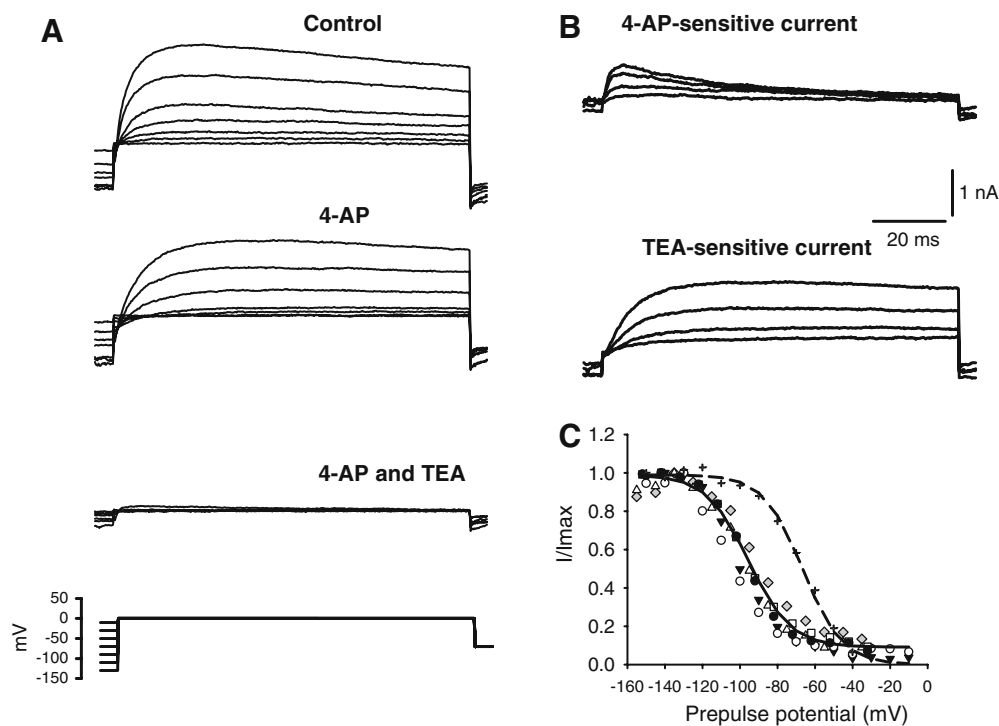 A
Control
4-AP
4-AP and TEA
50
0
-50
-100
-150
mV
B
4-AP-sensitive current
1 nA
20 ms
TEA-sensitive current
C
1.2
1.0
0.8
0.6
0.4
0.2
0.0
I/Imax
-160 -140 -120 -100 -80 -60 -40 -20 0
Prepulse potential (mV)